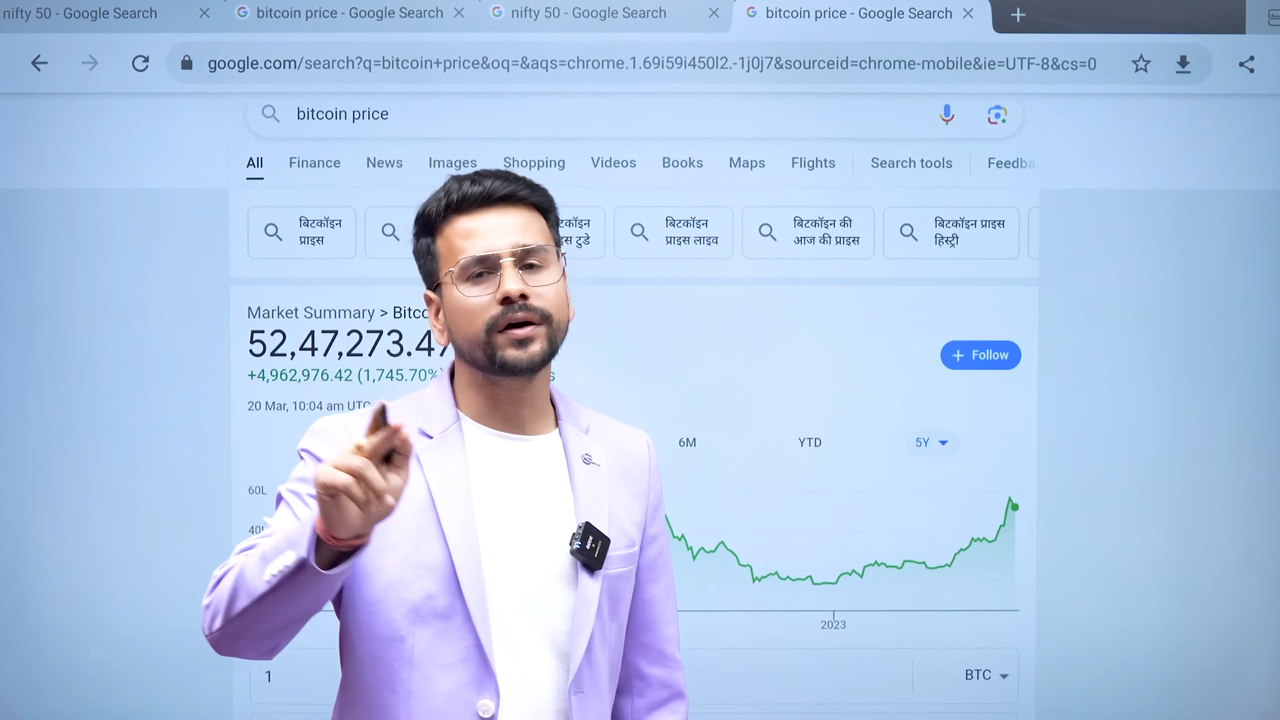 nifty 50 - Google Search
bitcoin price - Google Search
nifty 50 - Google Search
bitcoin price - Google Search
google.com/search?q=bitcoin+price&oq=&aqs=chrome.1.69i59i450l2.-1j0j7&sourceid=chrome-mobile&ie=UTF-8&cs=0
bitcoin price
All Finance News Images Shopping Videos Books Maps Flights Search tools
बिटकॉइन
प्राइस
टुडे
बिटकॉइन
प्राइस लाइव
बिटकॉइन की
आज की प्राइस
बिटकॉइन प्राइस
हिस्ट्री
Market Summary >
52,47,273.47
+4,962,976.42 (1,745.70%)
Follow
20 Mar, 10:04 am UTC
6M YTD 5Y
60L
2023
1 BTC